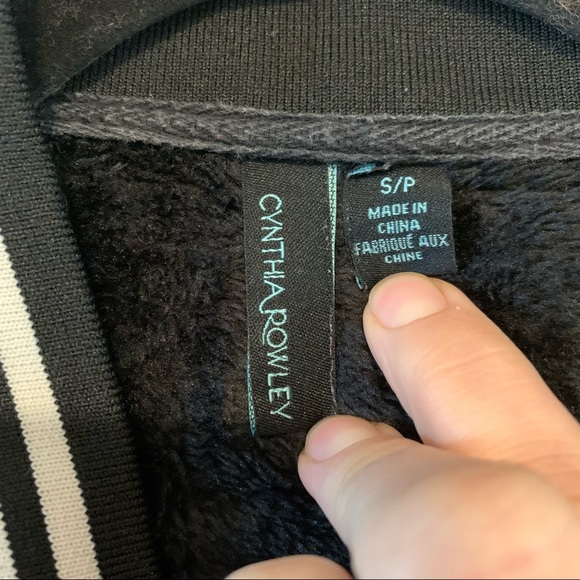 CYNTHIA ROWLEY
S/P
MADE IN
CHINA
FABRIQUÉ AUX
CHINE